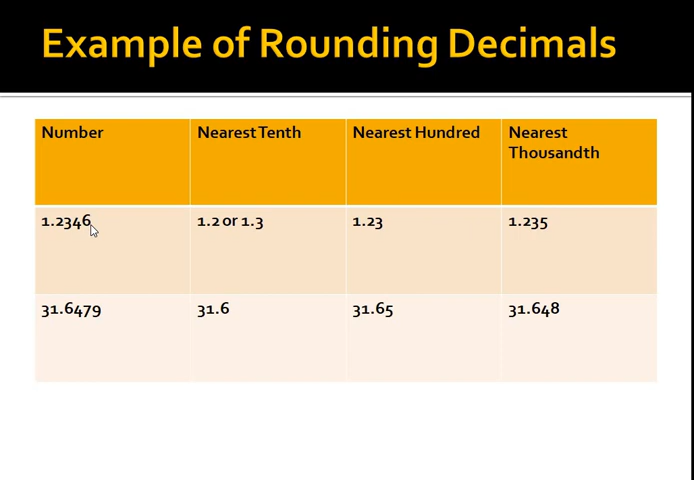 Example of Rounding Decimals
Number Nearest Tenth Nearest Hundred Nearest Thousandth
1.2346 1.2 or 1.3 1.23 1.235
31.6479 31.6 31.65 31.648